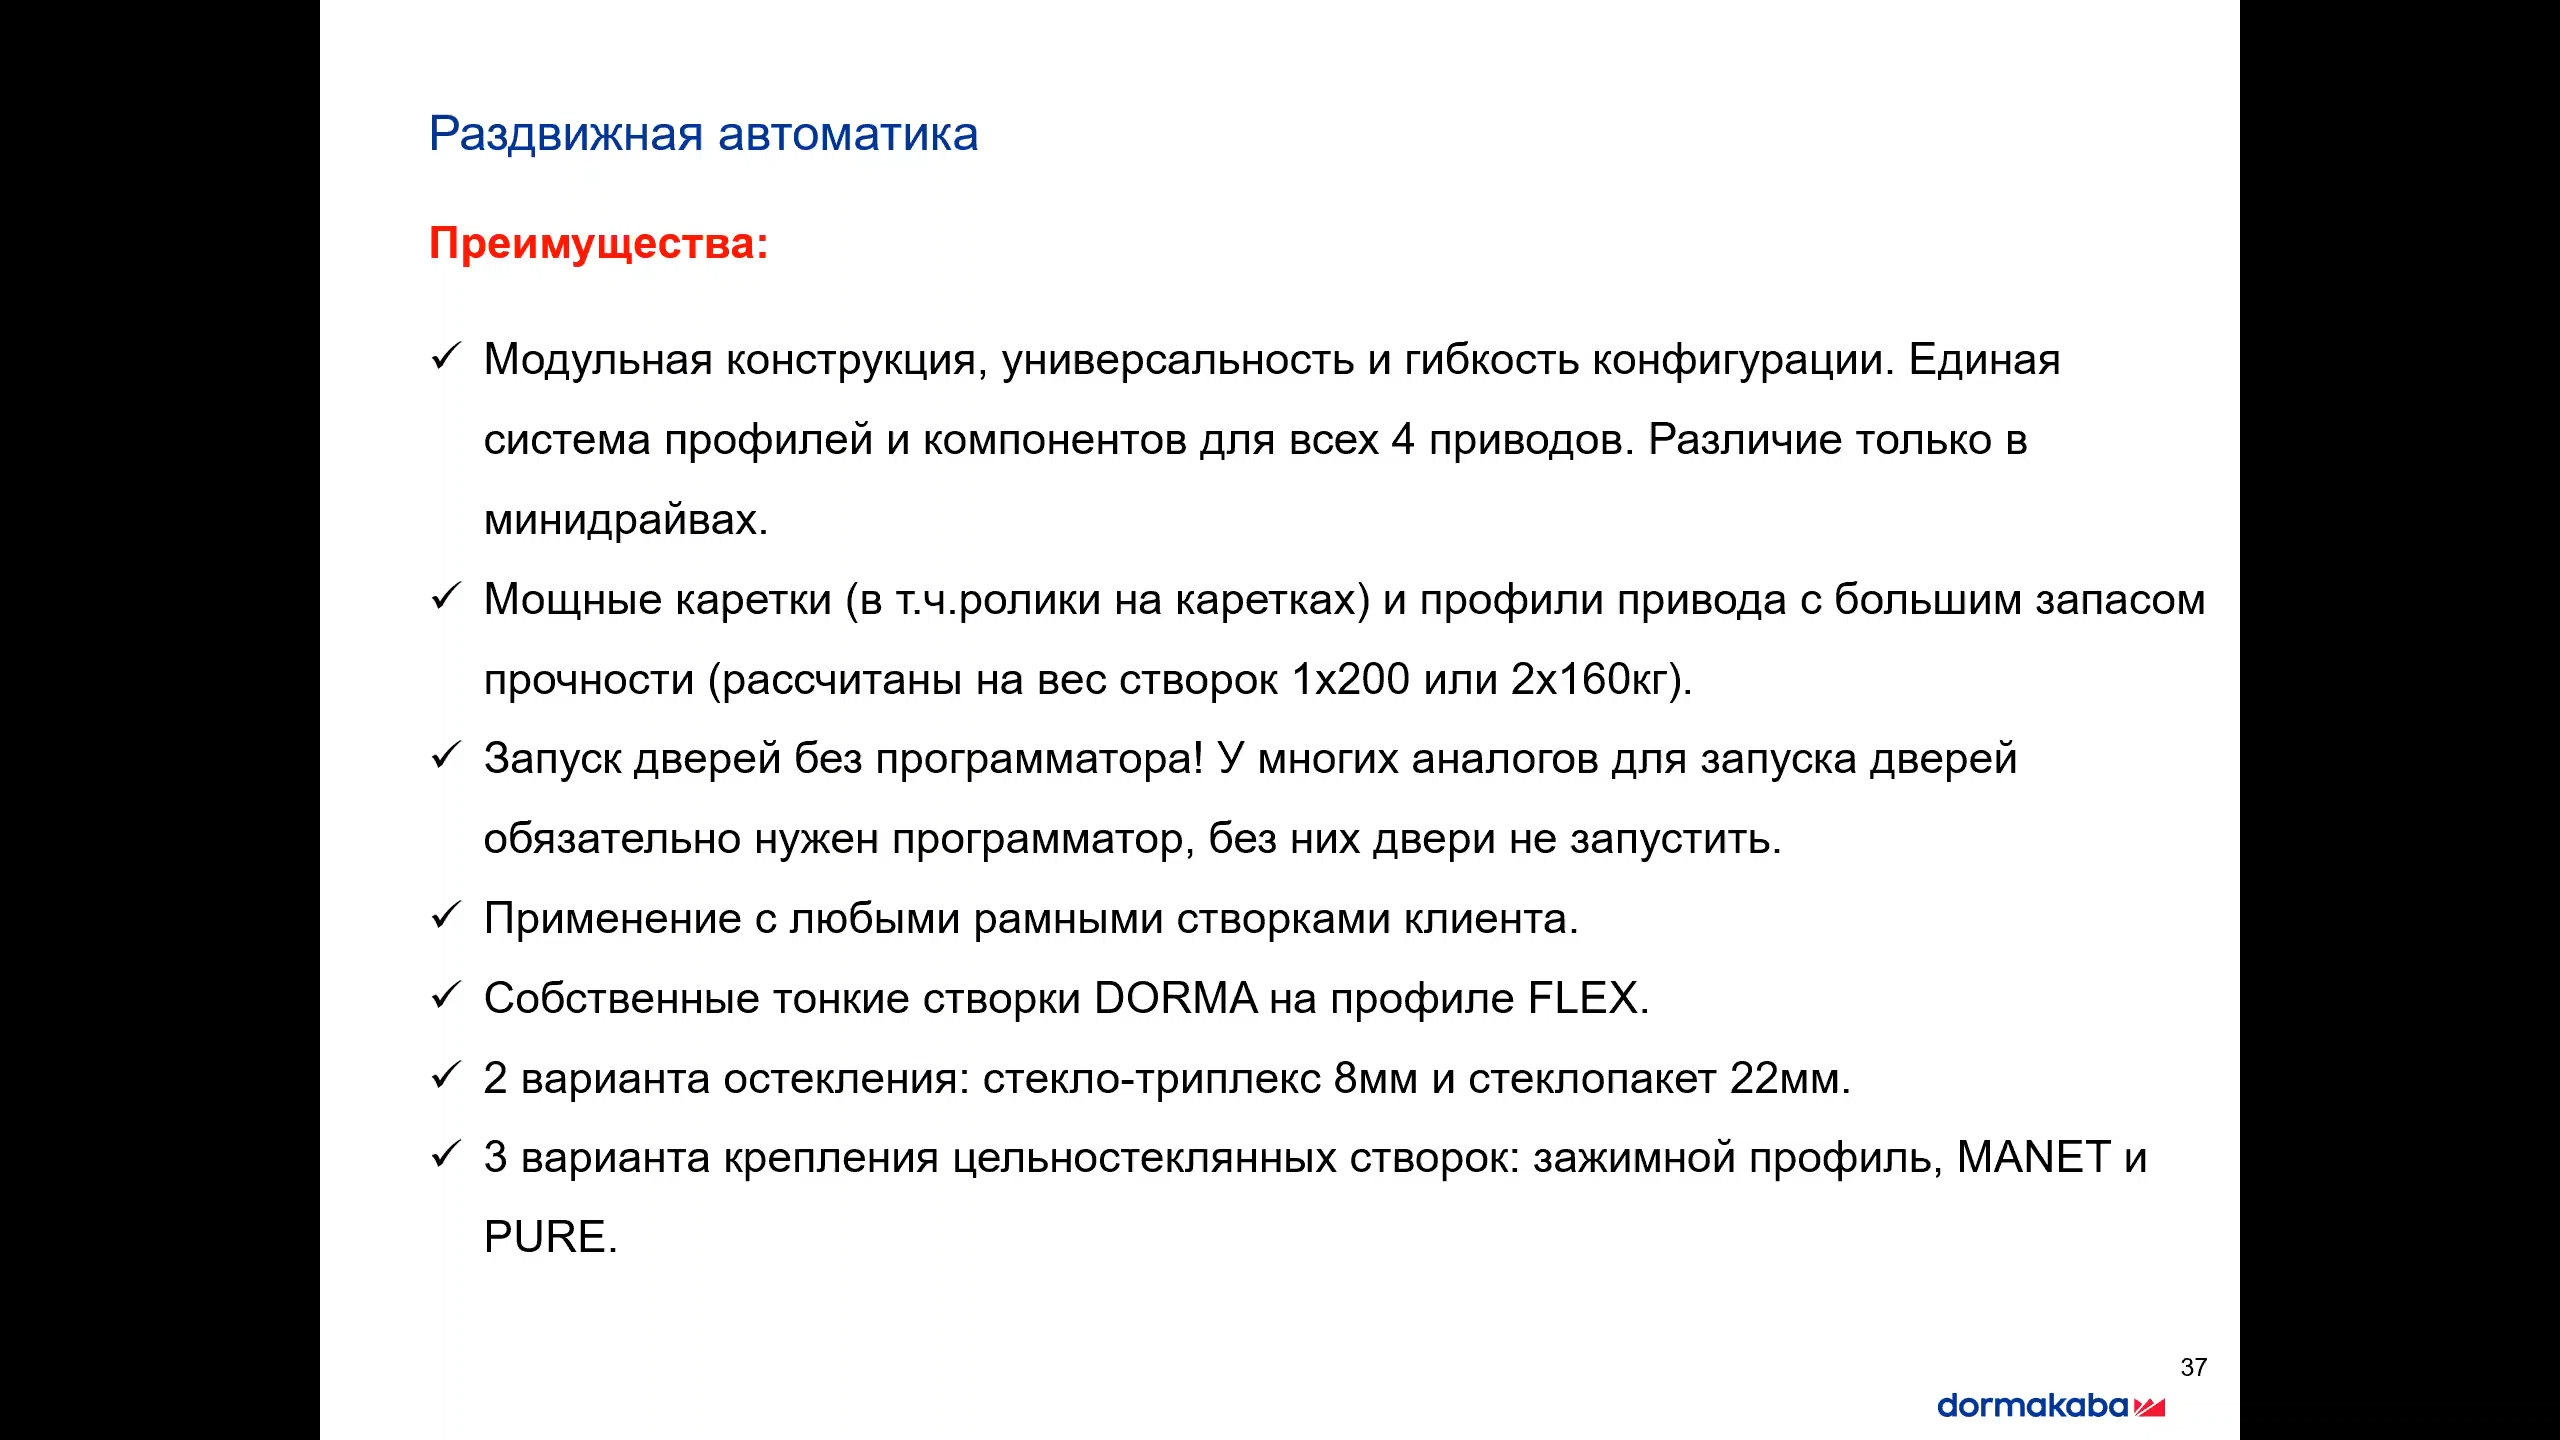 Раздвижная автоматика
Преимущества:
✓ Модульная конструкция, универсальность и гибкость конфигурации. Единая
система профилей и компонентов для всех 4 приводов. Различие только в
минидрайвах.
✓ Мощные каретки (в т.ч.ролики на каретках) и профили привода с большим запасом
прочности (рассчитаны на вес створок 1х200 или 2х160кг).
✓ Запуск дверей без программатора! У многих аналогов для запуска дверей
обязательно нужен программатор, без них двери не запустить.
✓ Применение с любыми рамными створками клиента.
✓ Собственные тонкие створки DORMA на профиле FLEX.
✓ 2 варианта остекления: стекло-триплекс 8мм и стеклопакет 22мм.
✓ 3 варианта крепления цельностеклянных створок: зажимной профиль, MANET и
PURE.
37
dormakaba